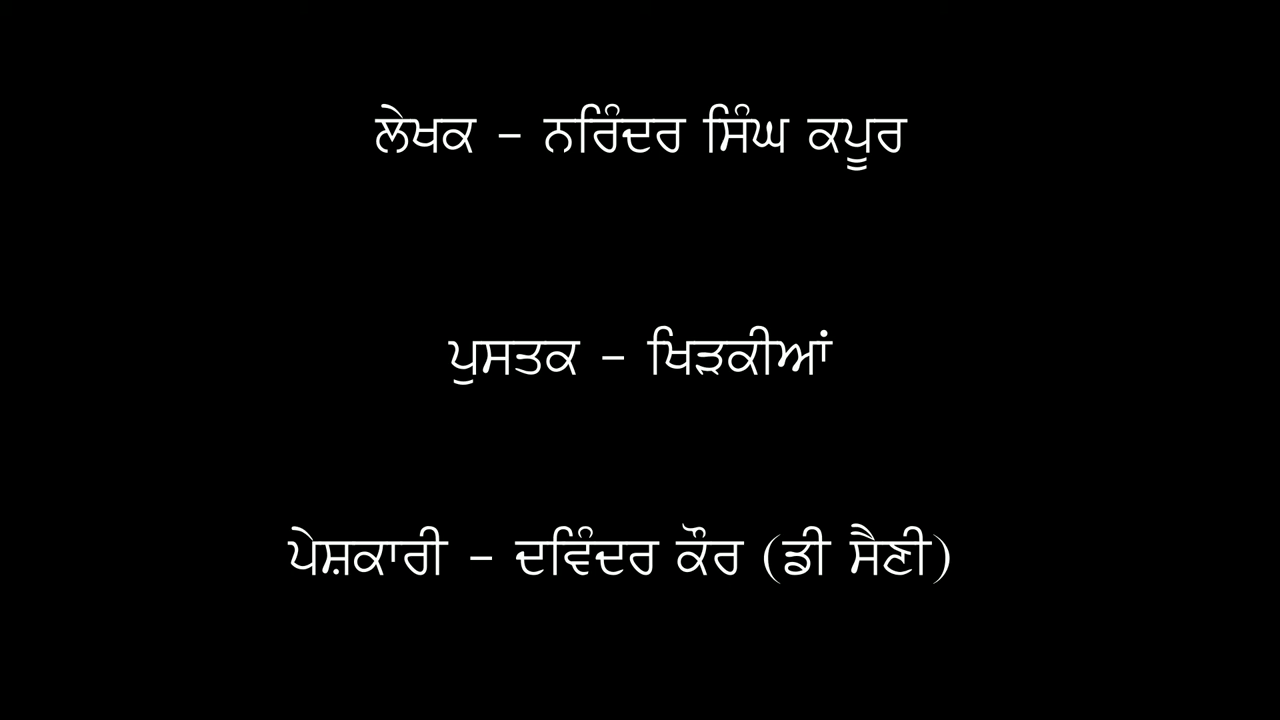 ਲੇਖਕ - ਨਰਿੰਦਰ ਸਿੰਘ ਕਪੂਰ
ਪੁਸਤਕ - ਖਿੜਕੀਆਂ
ਪੇਸ਼ਕਾਰੀ - ਦਵਿੰਦਰ ਕੌਰ (ਡੀ ਸੈਣੀ)